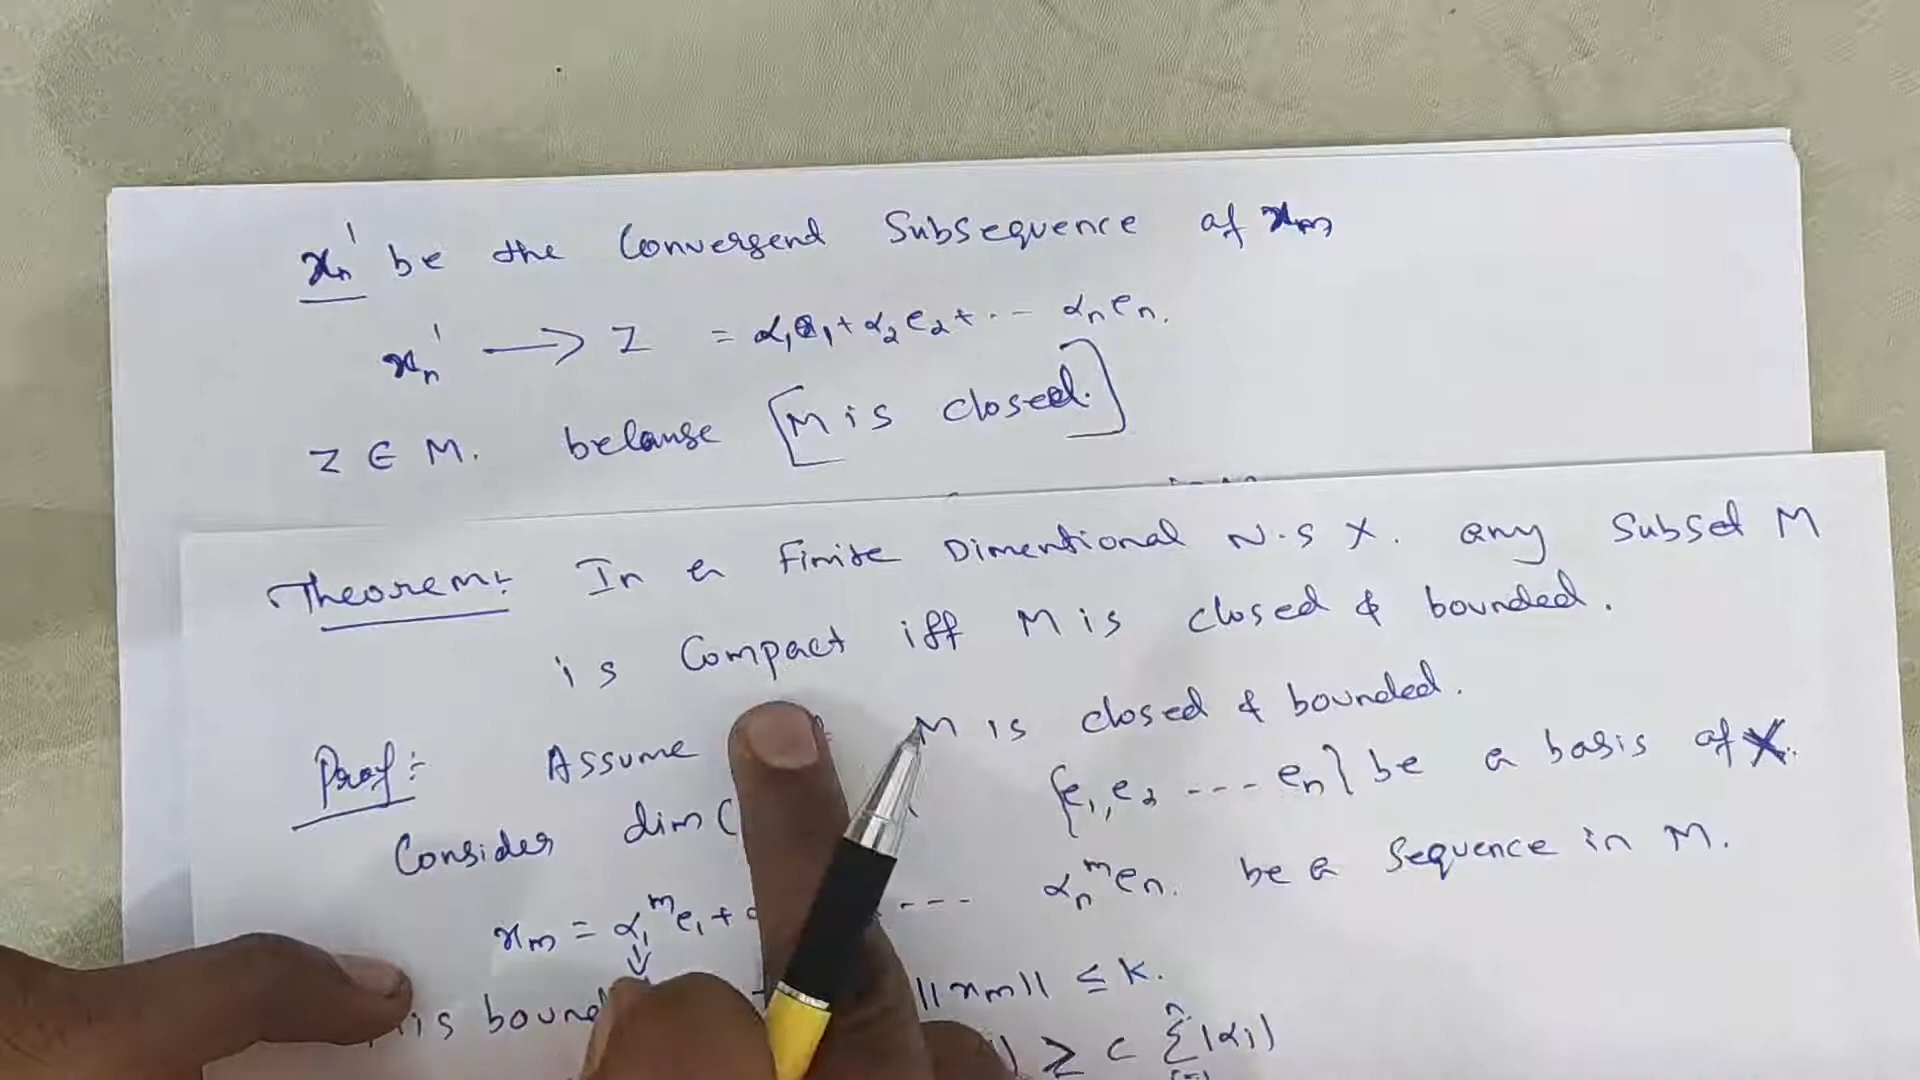 xₙ' be the Convergend Subsequence of xₘ
xₙ' → Z = α₁e₁+α₂e₂+... αₙeₙ.
Z ∈ M. because [M is closed.]
Theorem: In a Finite Dimentional N.S X. any Subset M
is Compact iff M is closed & bounded.
Proof: Assume M is closed & bounded.
Consider dim( {e₁,e₂ ---- eₙ} be a basis of X.
xₘ = α₁ᵐe₁+ --- αₙᵐeₙ. be a Sequence in M.
is bound ||xₘ|| ≤ K.
≥ c Σ|αⱼ|